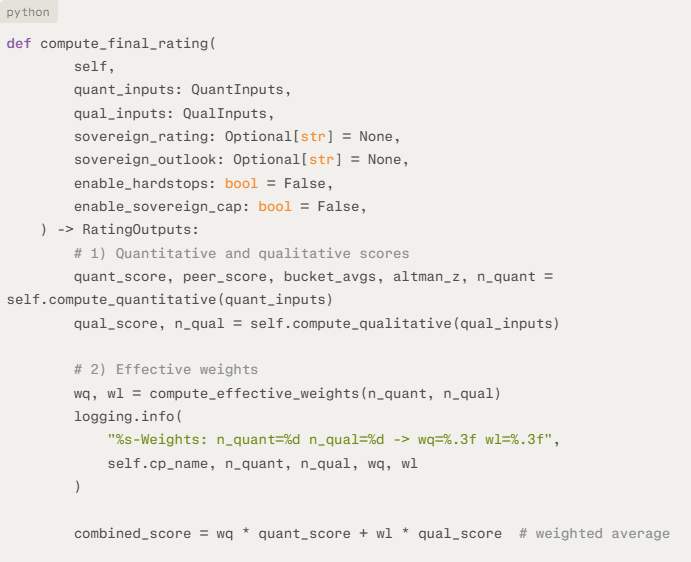 python
def compute_final_rating(
        self,
        quant_inputs: QuantInputs,
        qual_inputs: QualInputs,
        sovereign_rating: Optional[str] = None,
        sovereign_outlook: Optional[str] = None,
        enable_hardstops: bool = False,
        enable_sovereign_cap: bool = False,
    ) -> RatingOutputs:
        # 1) Quantitative and qualitative scores
        quant_score, peer_score, bucket_avgs, altman_z, n_quant =
self.compute_quantitative(quant_inputs)
        qual_score, n_qual = self.compute_qualitative(qual_inputs)

        # 2) Effective weights
        wq, wl = compute_effective_weights(n_quant, n_qual)
        logging.info(
            "%s-Weights: n_quant=%d n_qual=%d -> wq=%.3f wl=%.3f",
            self.cp_name, n_quant, n_qual, wq, wl
        )

        combined_score = wq * quant_score + wl * qual_score  # weighted average